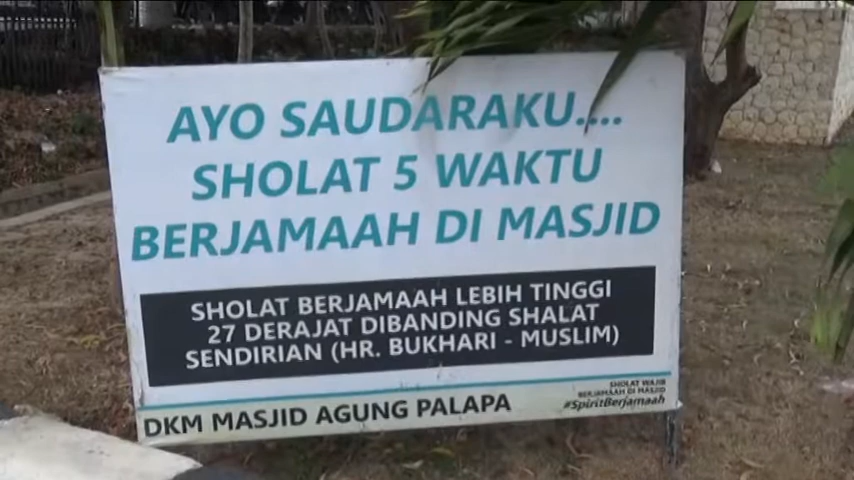 AYO SAUDARAKU....
SHOLAT 5 WAKTU
BERJAMAAH DI MASJID
SHOLAT BERJAMAAH LEBIH TINGGI
27 DERAJAT DIBANDING SHALAT
SENDIRIAN (HR. BUKHARI - MUSLIM)
DKM MASJID AGUNG PALAPA
SHOLAT WAJIB
BERJAMAAH DI MASJID
#SpiritBerjamaah